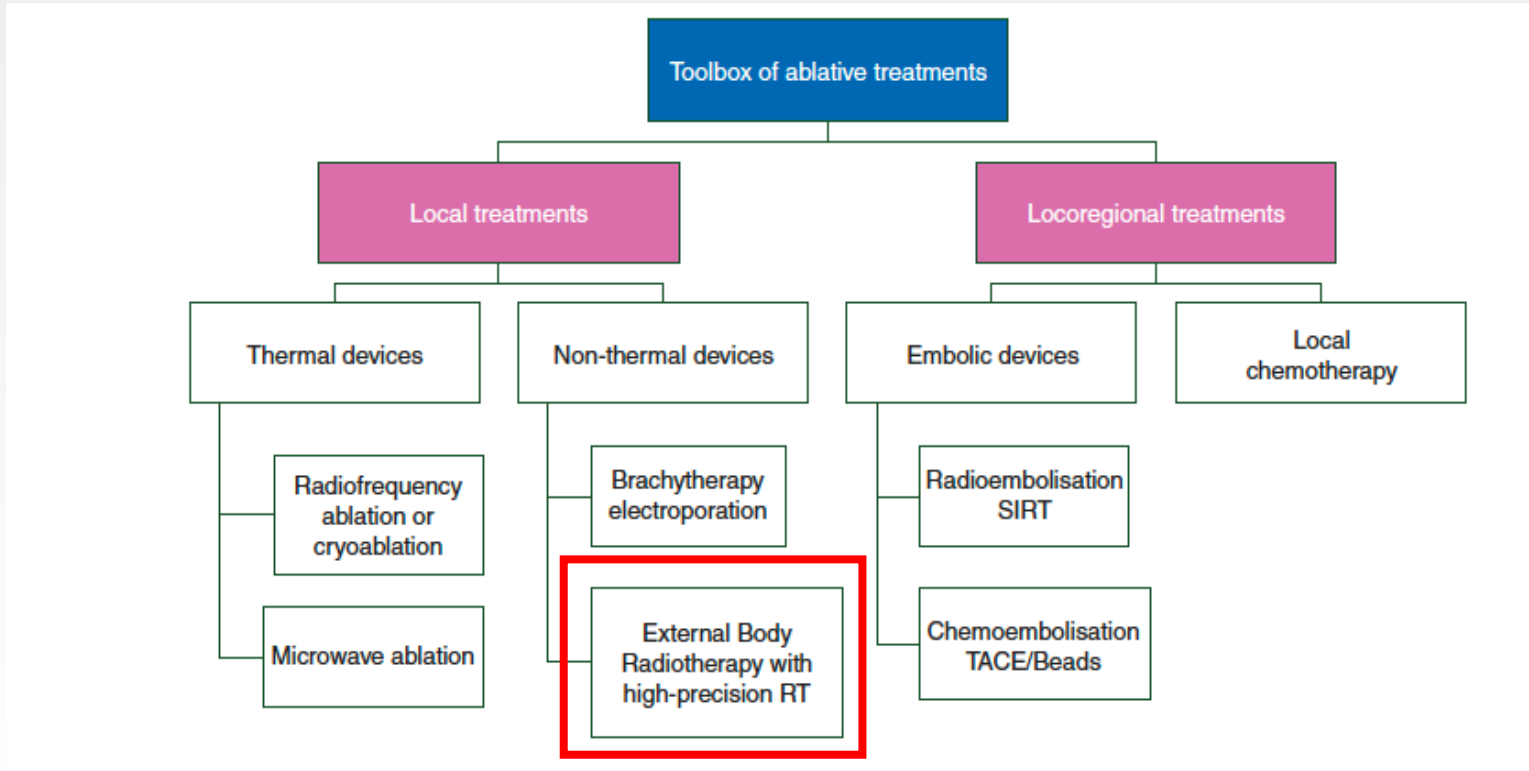 Toolbox of ablative treatments
Local treatments
Locoregional treatments
Thermal devices
Non-thermal devices
Embolic devices
Local
chemotherapy
Radiofrequency
ablation or
cryoablation
Microwave ablation
Brachytherapy
electroporation
External Body
Radiotherapy with
high-precision RT
Radioembolisation
SIRT
Chemoembolisation
TACE/Beads